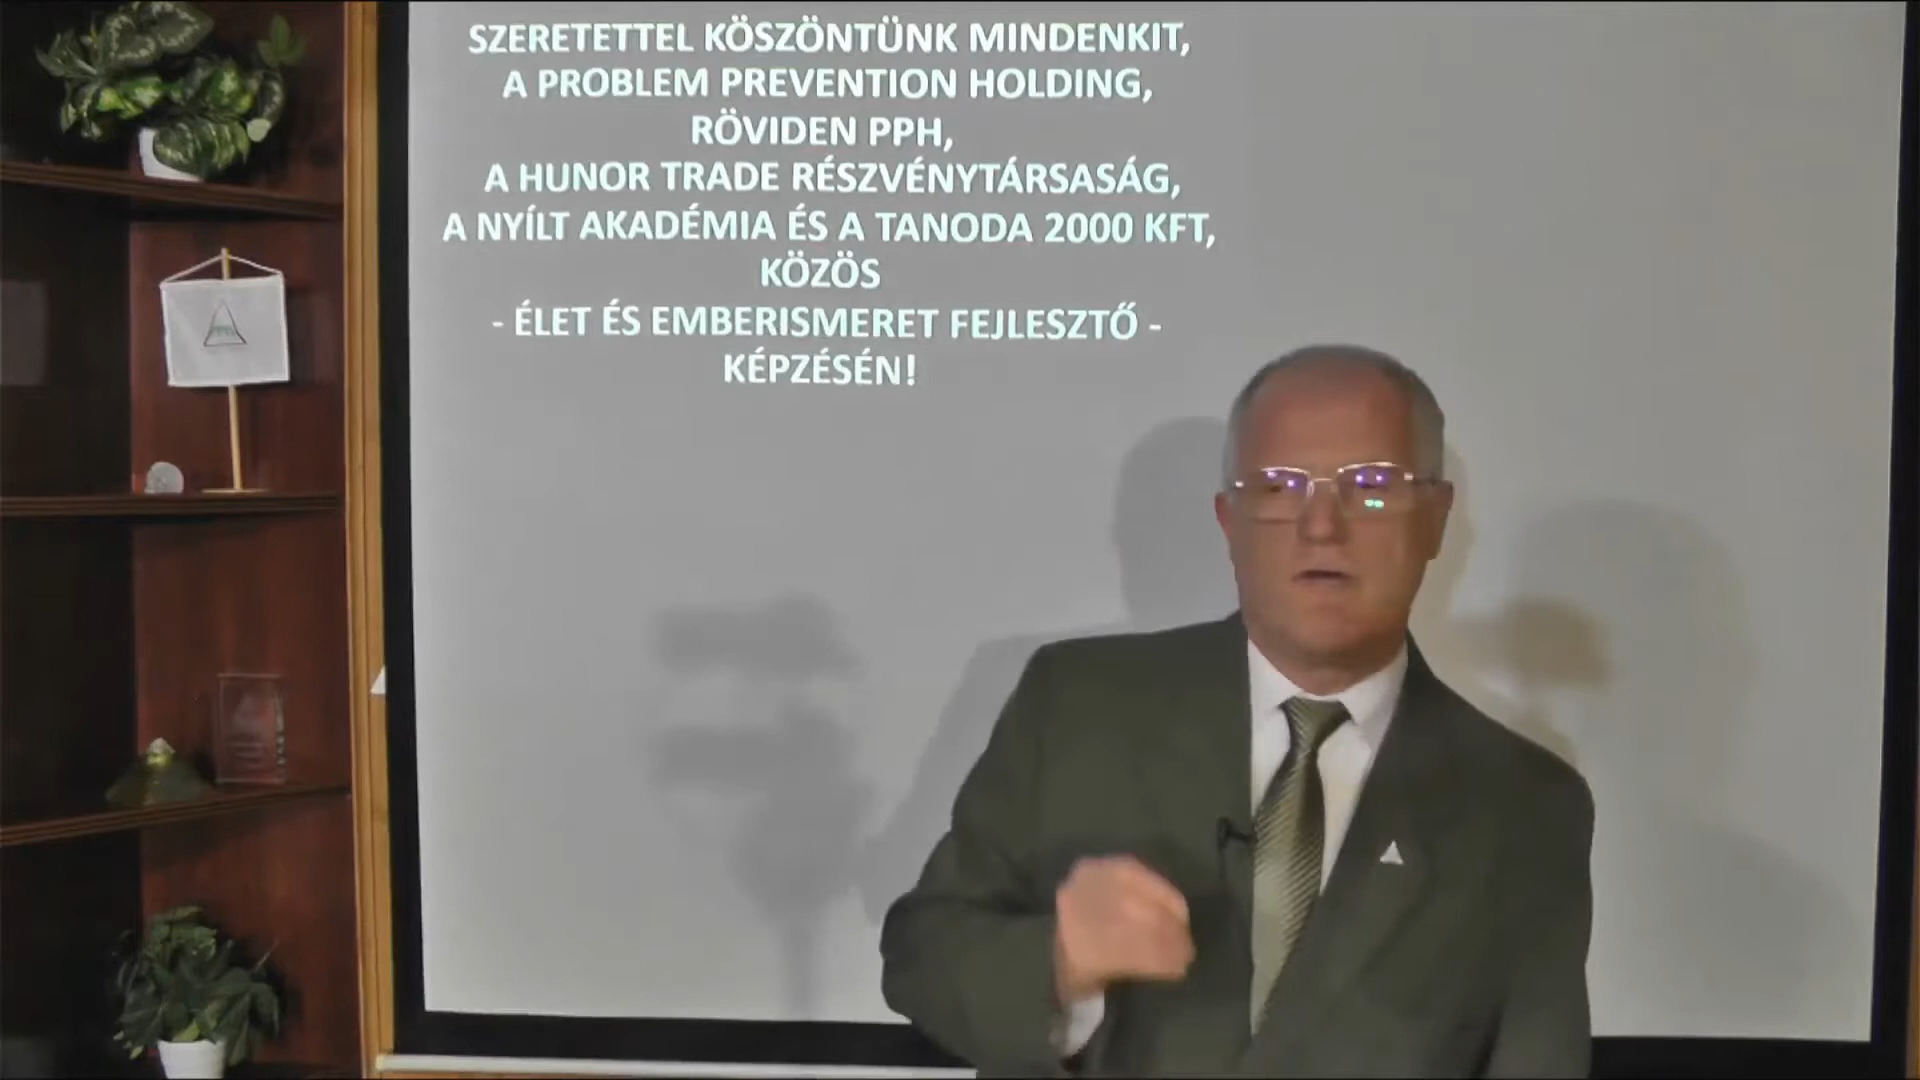 SZERETETTEL KÖSZÖNTÜNK MINDENKIT,
A PROBLEM PREVENTION HOLDING,
RÖVIDEN PPH,
A HUNOR TRADE RÉSZVÉNYTÁRSASÁG,
A NYÍLT AKADÉMIA ÉS A TANODA 2000 KFT,
KÖZÖS
- ÉLET ÉS EMBERISMERET FEJLESZTŐ -
KÉPZÉSÉN!